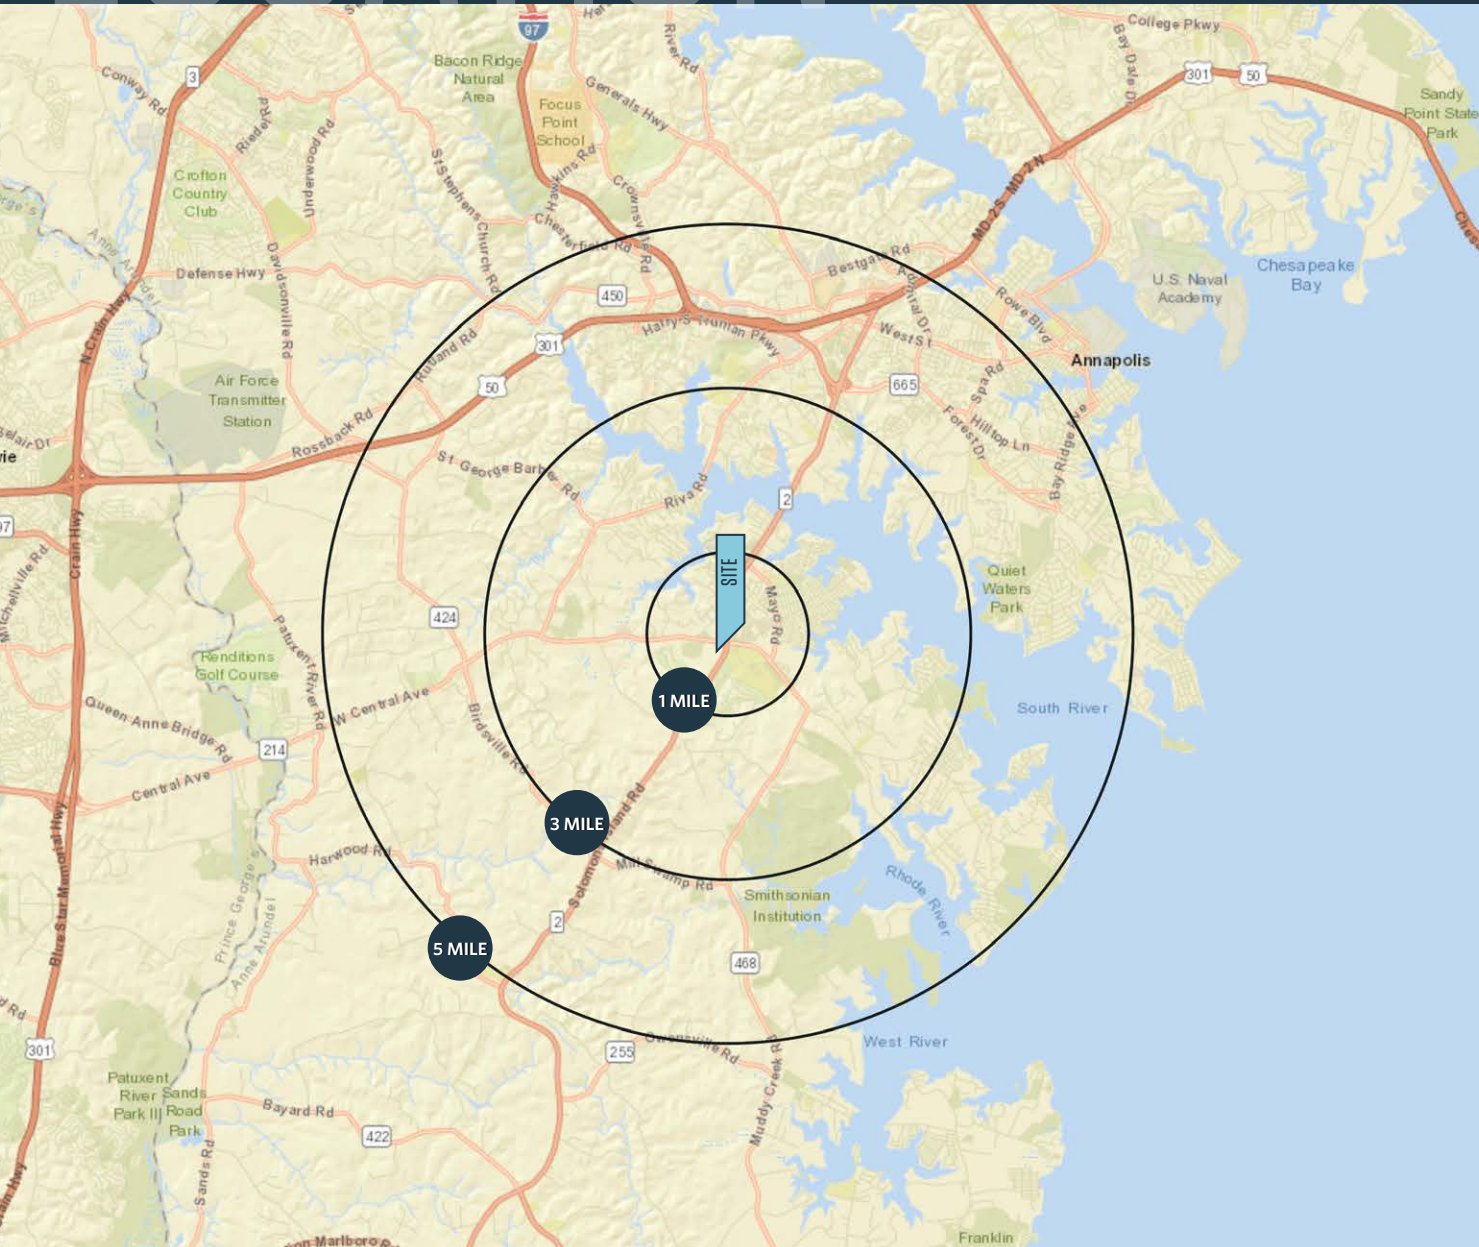 97
College Pkwy
River Rd
Bay Dale Dr
301
50
3
Conway Rd
Bacon Ridge
Natural
Area
Generals Hwy
Focus
Point
School
Sandy
Point State
Park
Riedel Rd
Underwood Rd
Crofton
Country
Club
St Stephens Church Rd
Hawkins Rd
Crownsville Rd
Chesterfield Rd
MD-2 S
MD-2 N
Anne Arundel
Defense Hwy
Davidsonville Rd
Bestgate Rd
Admiral Dr
U.S. Naval
Academy
Chesapeake
Bay
450
Rowe Blvd
N Crain Hwy
Rutland Rd
301
Harry S Truman Pkwy
West St
Annapolis
50
665
Spa Rd
Air Force
Transmitter
Station
Rossback Rd
Forest Dr
Hilltop Ln
Bay Ridge Ave
Belair Dr
St George Barber Rd
Riva Rd
2
Crain Hwy
Mitchellville Rd
SITE
Mayo Rd
Quiet
Waters
Park
424
Patuxent River Rd
Renditions
Golf Course
W Central Ave
1 MILE
South River
Queen Anne Bridge Rd
214
Birdsville Rd
Central Ave
3 MILE
Solomons Island Rd
Harwood Rd
Mill Swamp Rd
Blue Star Memorial Hwy
Prince George's
Anne Arundel
Smithsonian
Institution
Rhode River
2
5 MILE
468
301
255
Owensville Rd
West River
Muddy Creek Rd
Patuxent
River
Park II
Sands
Road
Park
Bayard Rd
422
Sands Rd
Franklin